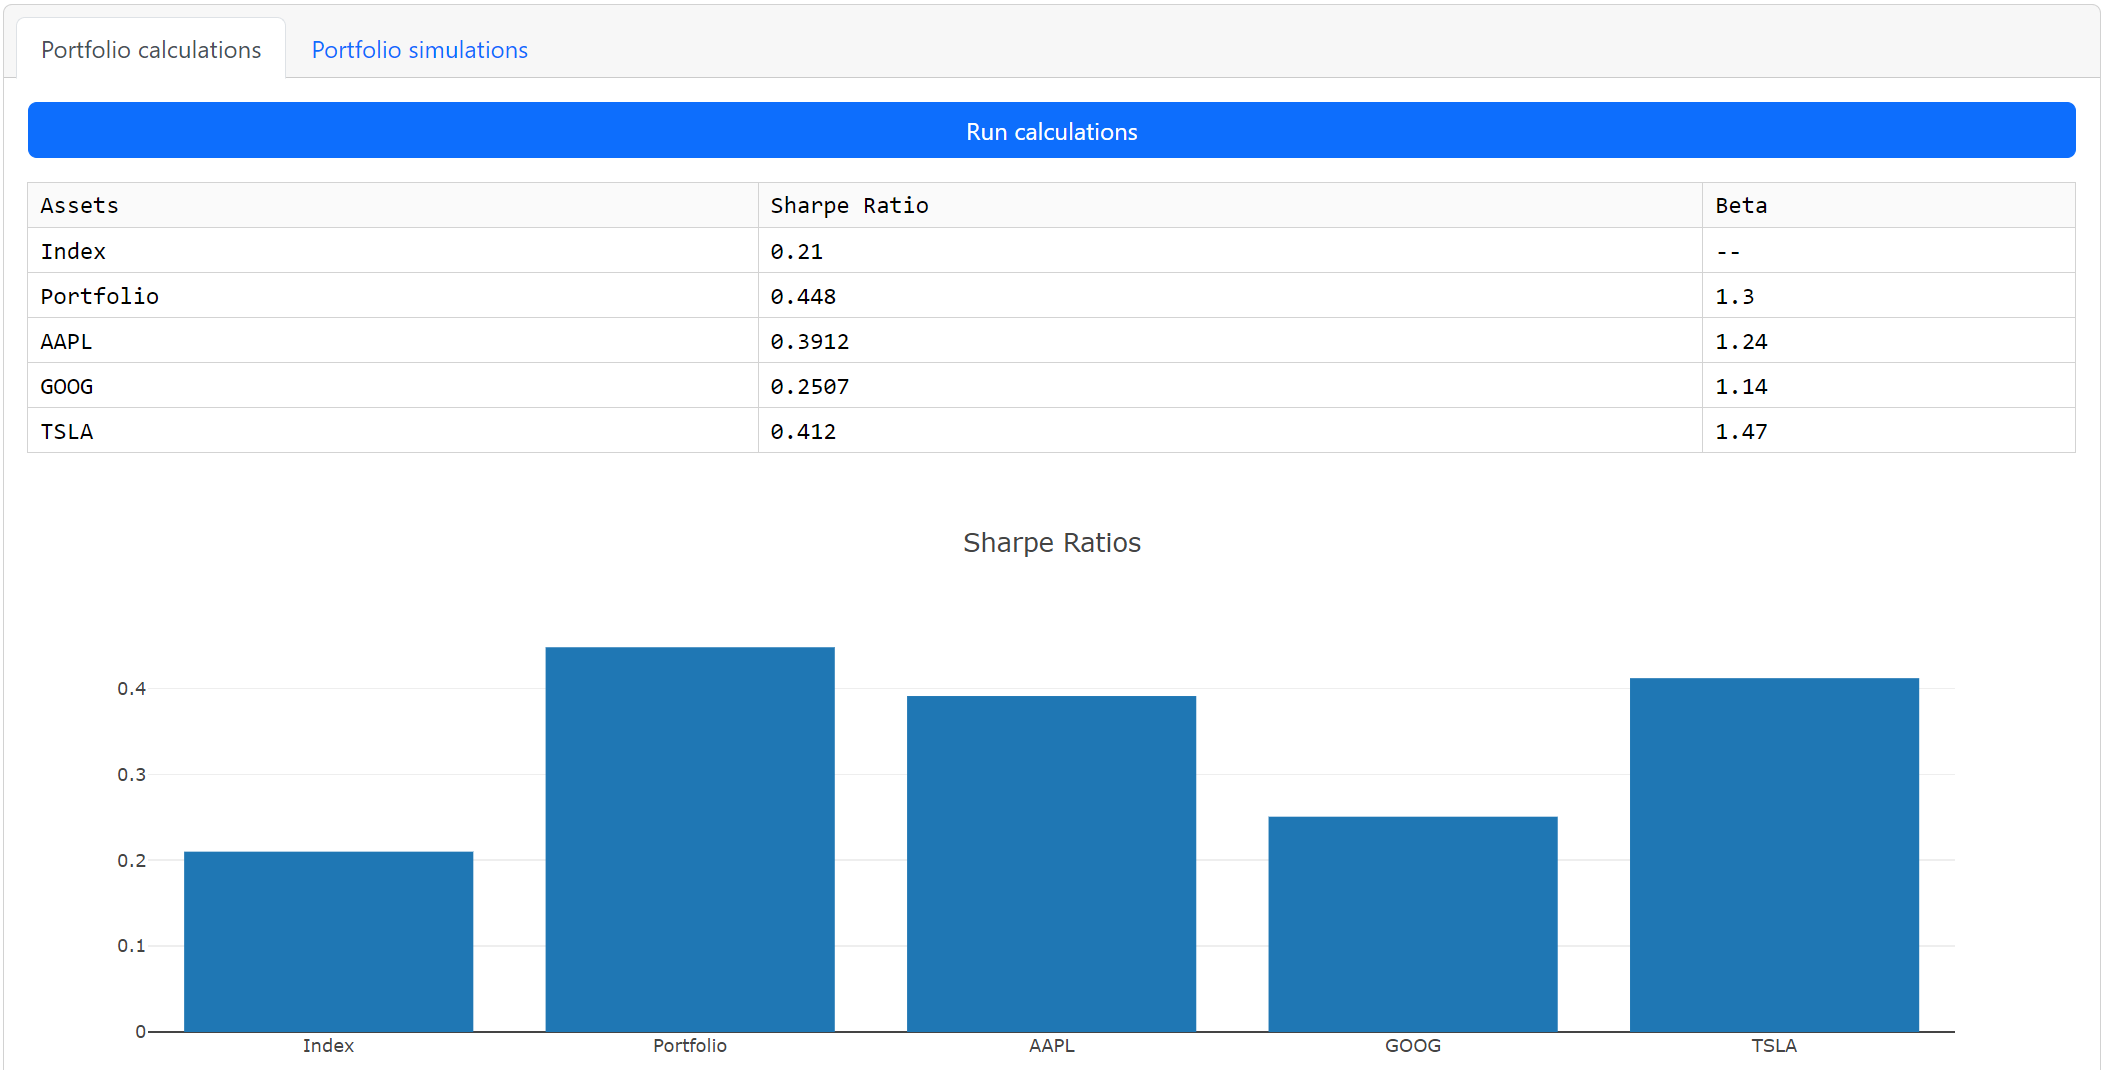 Portfolio calculations Portfolio simulations
Run calculations
Assets Sharpe Ratio Beta
Index 0.21 --
Portfolio 0.448 1.3
AAPL 0.3912 1.24
GOOG 0.2507 1.14
TSLA 0.412 1.47
Sharpe Ratios
0.4
0.3
0.2
0.1
0
Index Portfolio AAPL GOOG TSLA